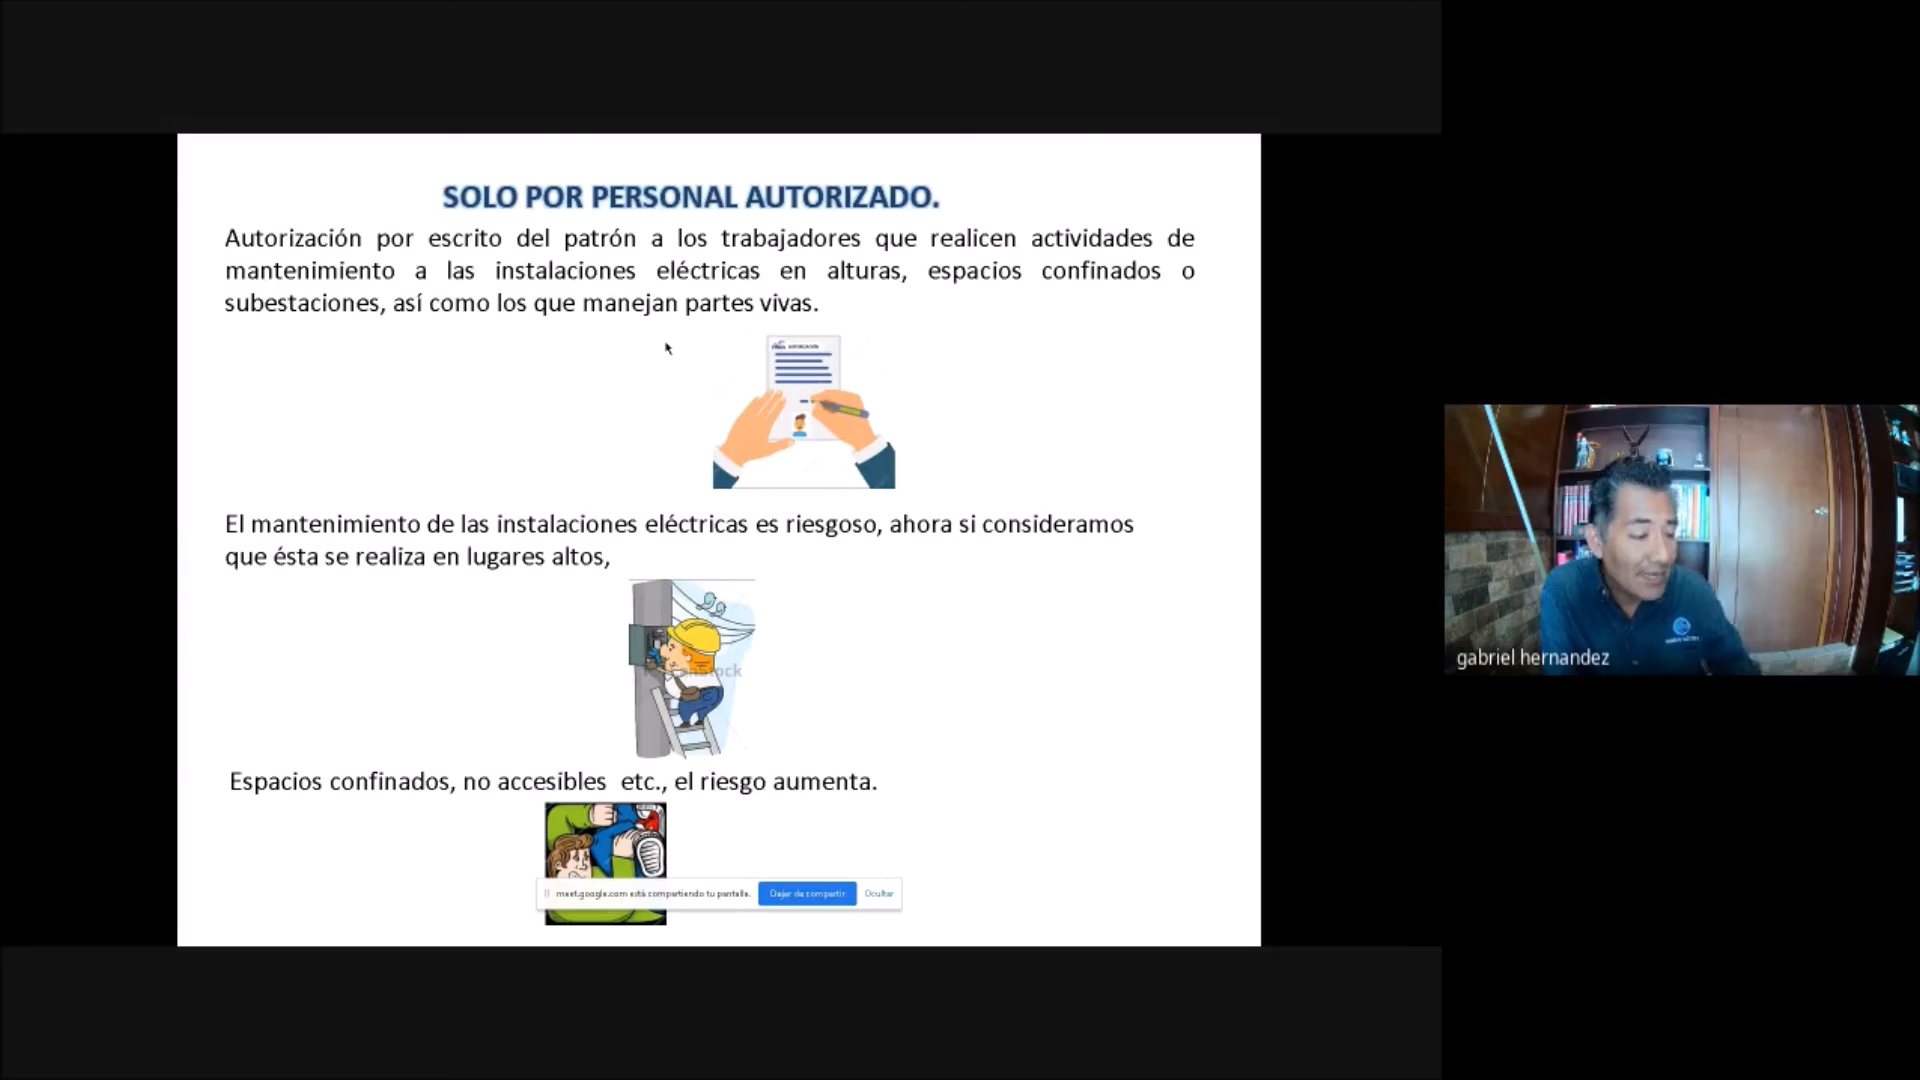 SOLO POR PERSONAL AUTORIZADO.
Autorización por escrito del patrón a los trabajadores que realicen actividades de
mantenimiento a las instalaciones eléctricas en alturas, espacios confinados o
subestaciones, así como los que manejan partes vivas.
AUTORIZACIÓN
El mantenimiento de las instalaciones eléctricas es riesgoso, ahora si consideramos
que ésta se realiza en lugares altos,
Espacios confinados, no accesibles etc., el riesgo aumenta.
meet.google.com está compartiendo tu pantalla.
Dejar de compartir
Ocultar
gabriel hernandez